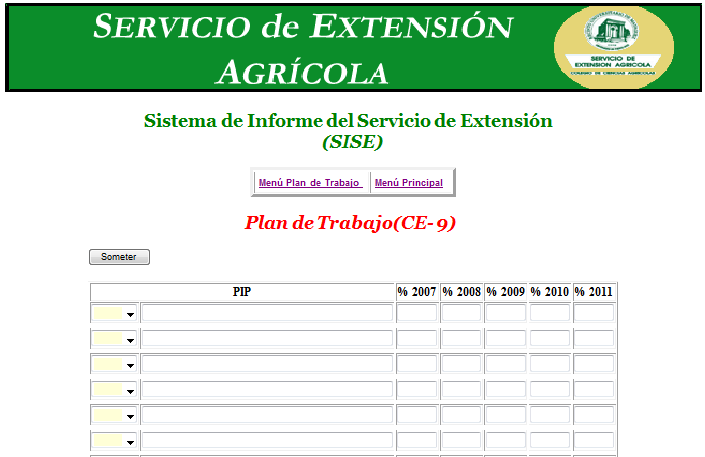 SERVICIO de EXTENSIÓN
AGRÍCOLA
SERVICIO DE
EXTENSION AGRICOLA.
COLEGIO DE CIENCIAS AGRICOLAS
Sistema de Informe del Servicio de Extensión
(SISE)
Menú Plan de Trabajo Menú Principal
Plan de Trabajo(CE- 9)
Someter
PIP % 2007 % 2008 % 2009 % 2010 % 2011